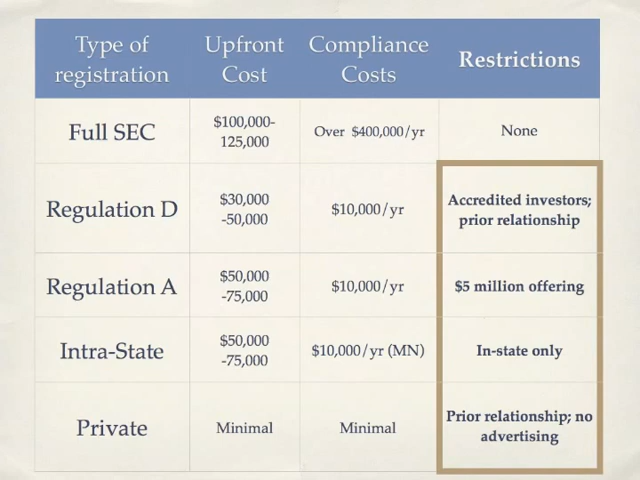 Type of
registration
Upfront
Cost
Compliance
Costs
Restrictions
Full SEC
$100,000-
125,000
Over $400,000/yr
None
Regulation D
$30,000
-50,000
$10,000/yr
Accredited investors;
prior relationship
Regulation A
$50,000
-75,000
$10,000/yr
$5 million offering
Intra-State
$50,000
-75,000
$10,000/yr (MN)
In-state only
Private
Minimal
Minimal
Prior relationship; no
advertising